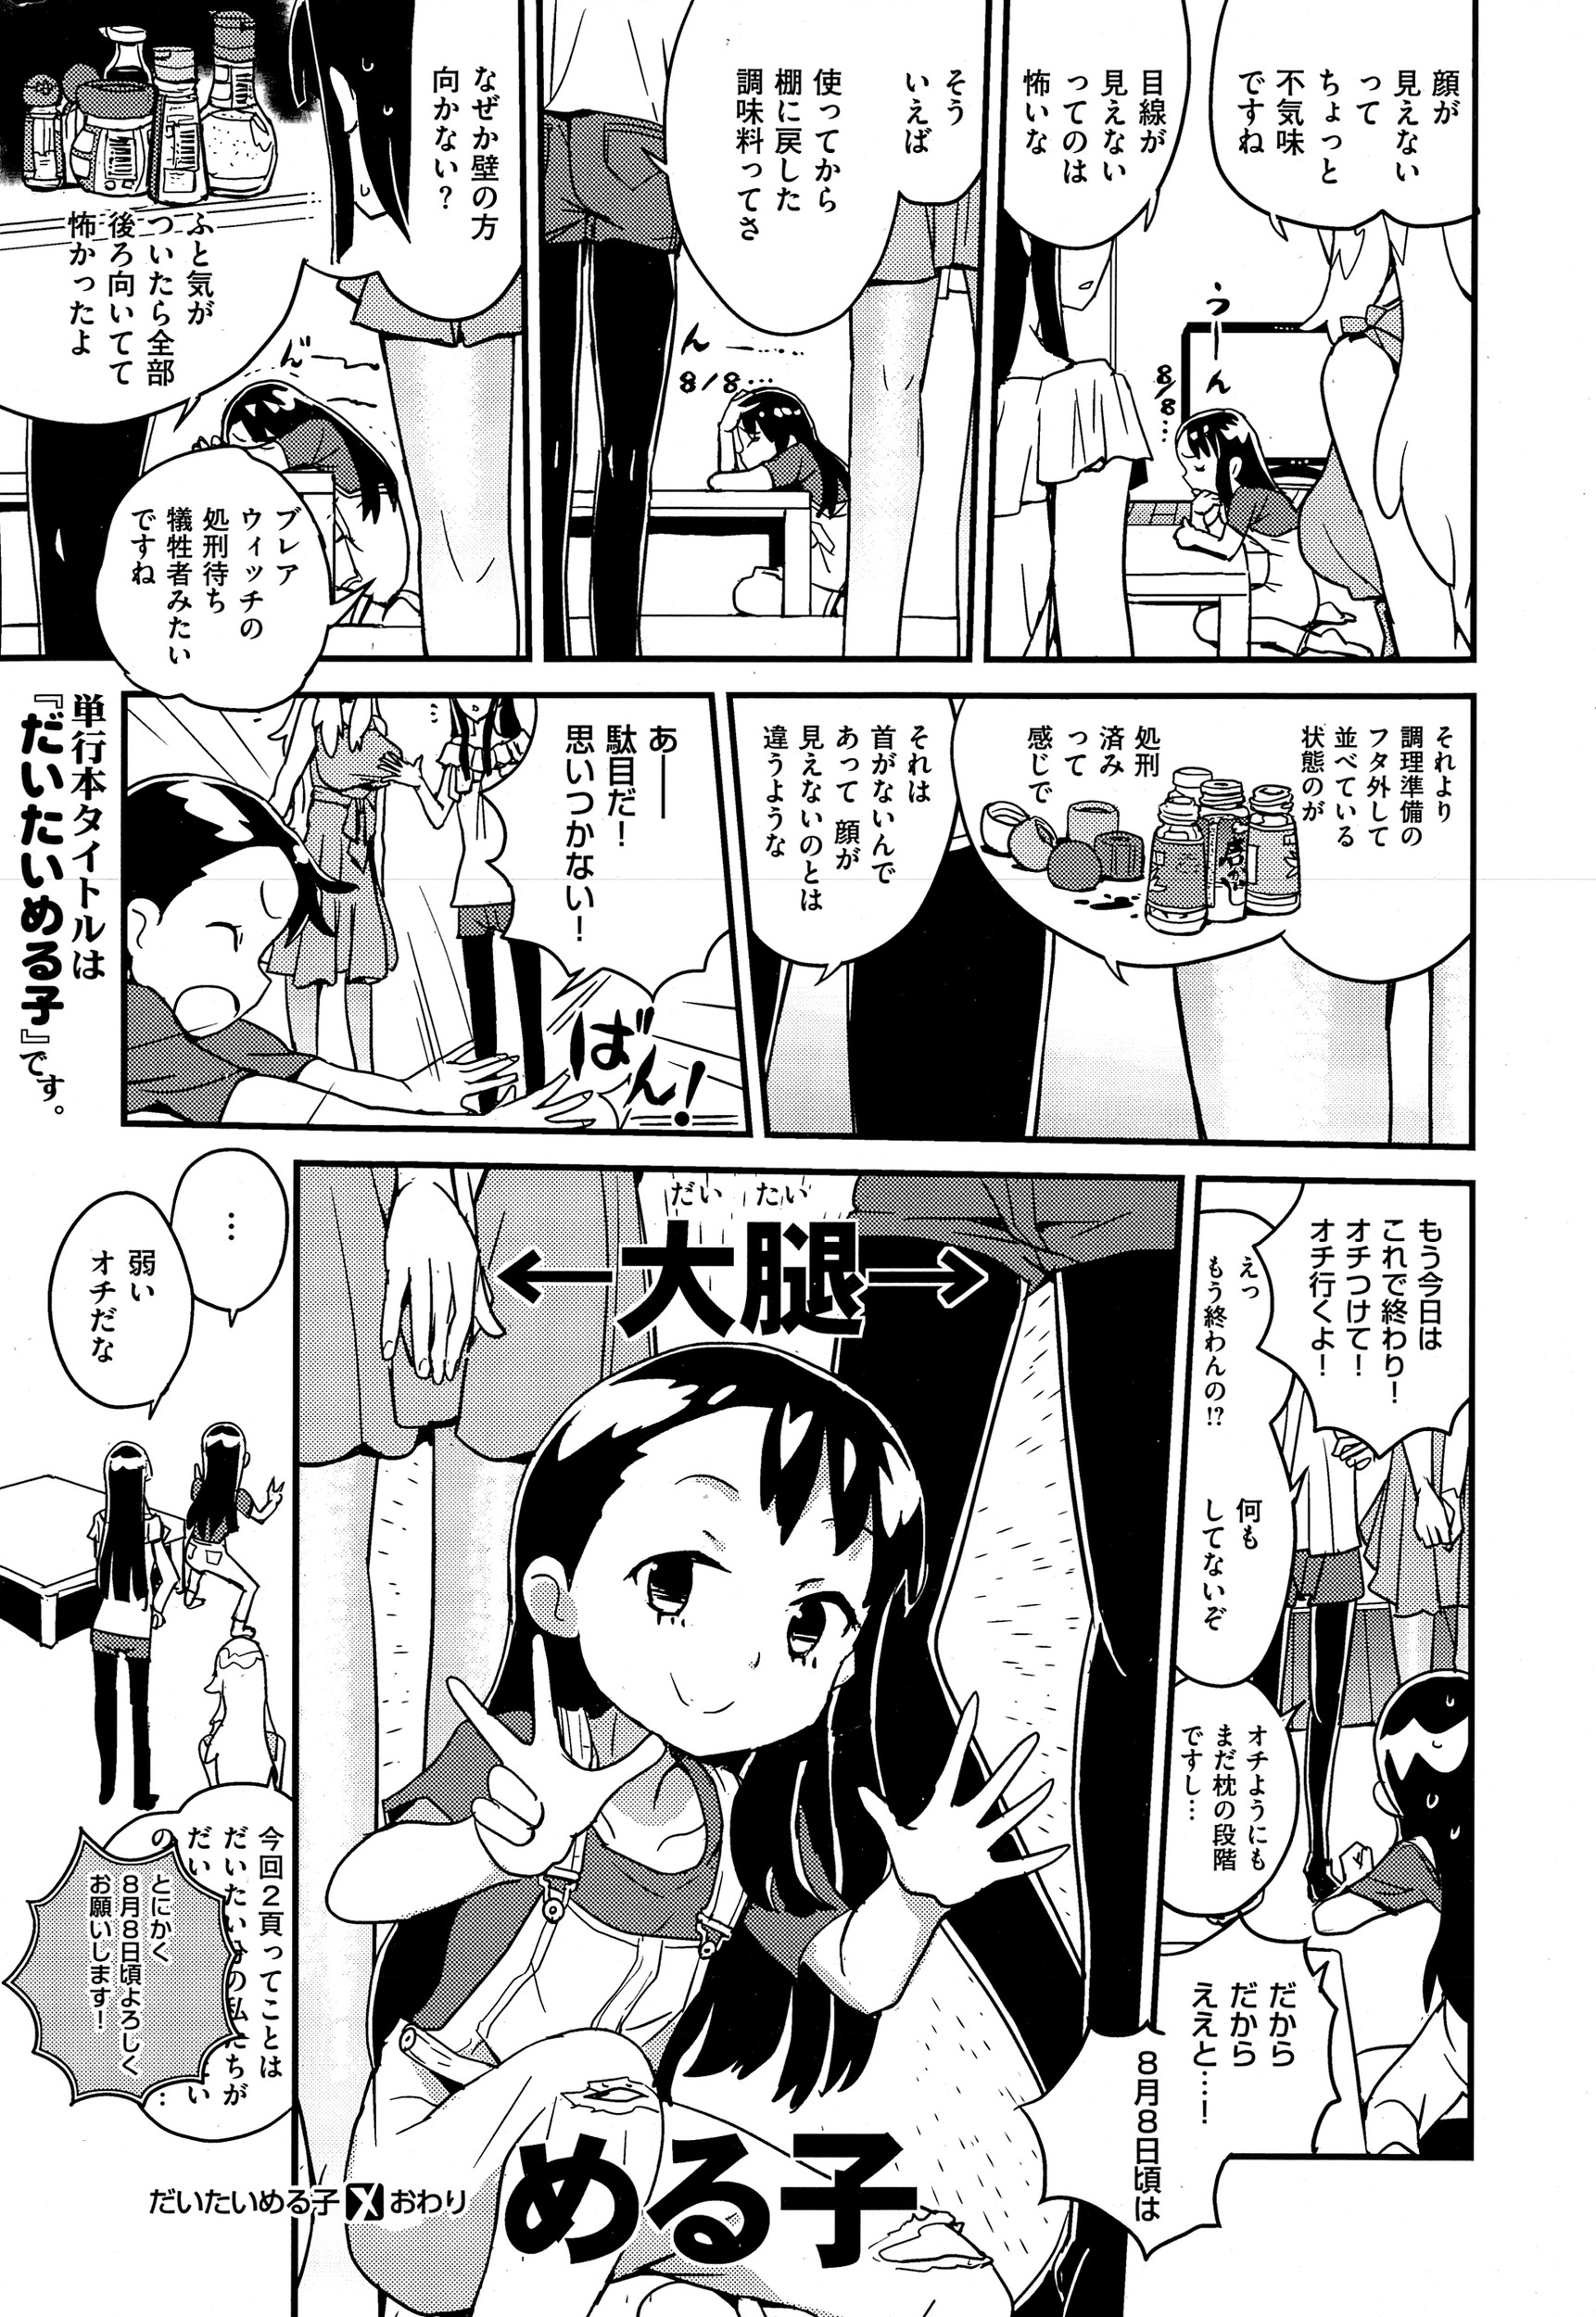 顔が
見えない
って
ちょっと
不気味
ですね
うーん
8/8…
目線が
見えない
ってのは
怖いな
そう
いえば
使ってから
棚に戻した
調味料ってさ
ん
8/8…
なぜか壁の方
向かない？
ふと気が
ついたら全部
後ろ向いてて
怖かったよ
ブレア
ウィッチの
処刑待ち
犠牲者みたい
ですね
それより
調理準備の
フタ外して
並べている
状態のが
処刑
済み
って
感じで
それは
首がないんで
あって 顔が
見えないのとは
違うような
あ――
駄目だ！
思いつかない！
…
ばん！
単行本タイトルは
『だいたいめる子』です。
もう今日は
これで終わり！
オチつけて！
オチ行くよ！
えっ
もう終わんの!?
何も
してないぞ
オチようにも
まだ枕の段階
ですし…
だから
だから
ええと…！
8月8日頃は
だい たい
←大腿→
める子
…
弱い
オチだな
今回2頁ってことは
だいたい分の私たちが
だい
の
い
…
とにかく
8月8日頃よろしく
お願いします！
だいたいめる子 X おわり